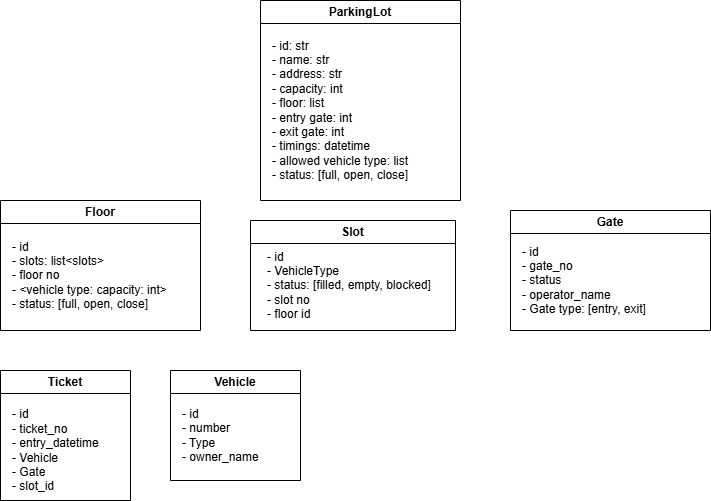 ParkingLot
- id: str
- name: str
- address: str
- capacity: int
- floor: list
- entry gate: int
- exit gate: int
- timings: datetime
- allowed vehicle type: list
- status: [full, open, close]
Floor
- id
- slots: list<slots>
- floor no
- <vehicle type: capacity: int>
- status: [full, open, close]
Slot
- id
- VehicleType
- status: [filled, empty, blocked]
- slot no
- floor id
Gate
- id
- gate_no
- status
- operator_name
- Gate type: [entry, exit]
Ticket
- id
- ticket_no
- entry_datetime
- Vehicle
- Gate
- slot_id
Vehicle
- id
- number
- Type
- owner_name